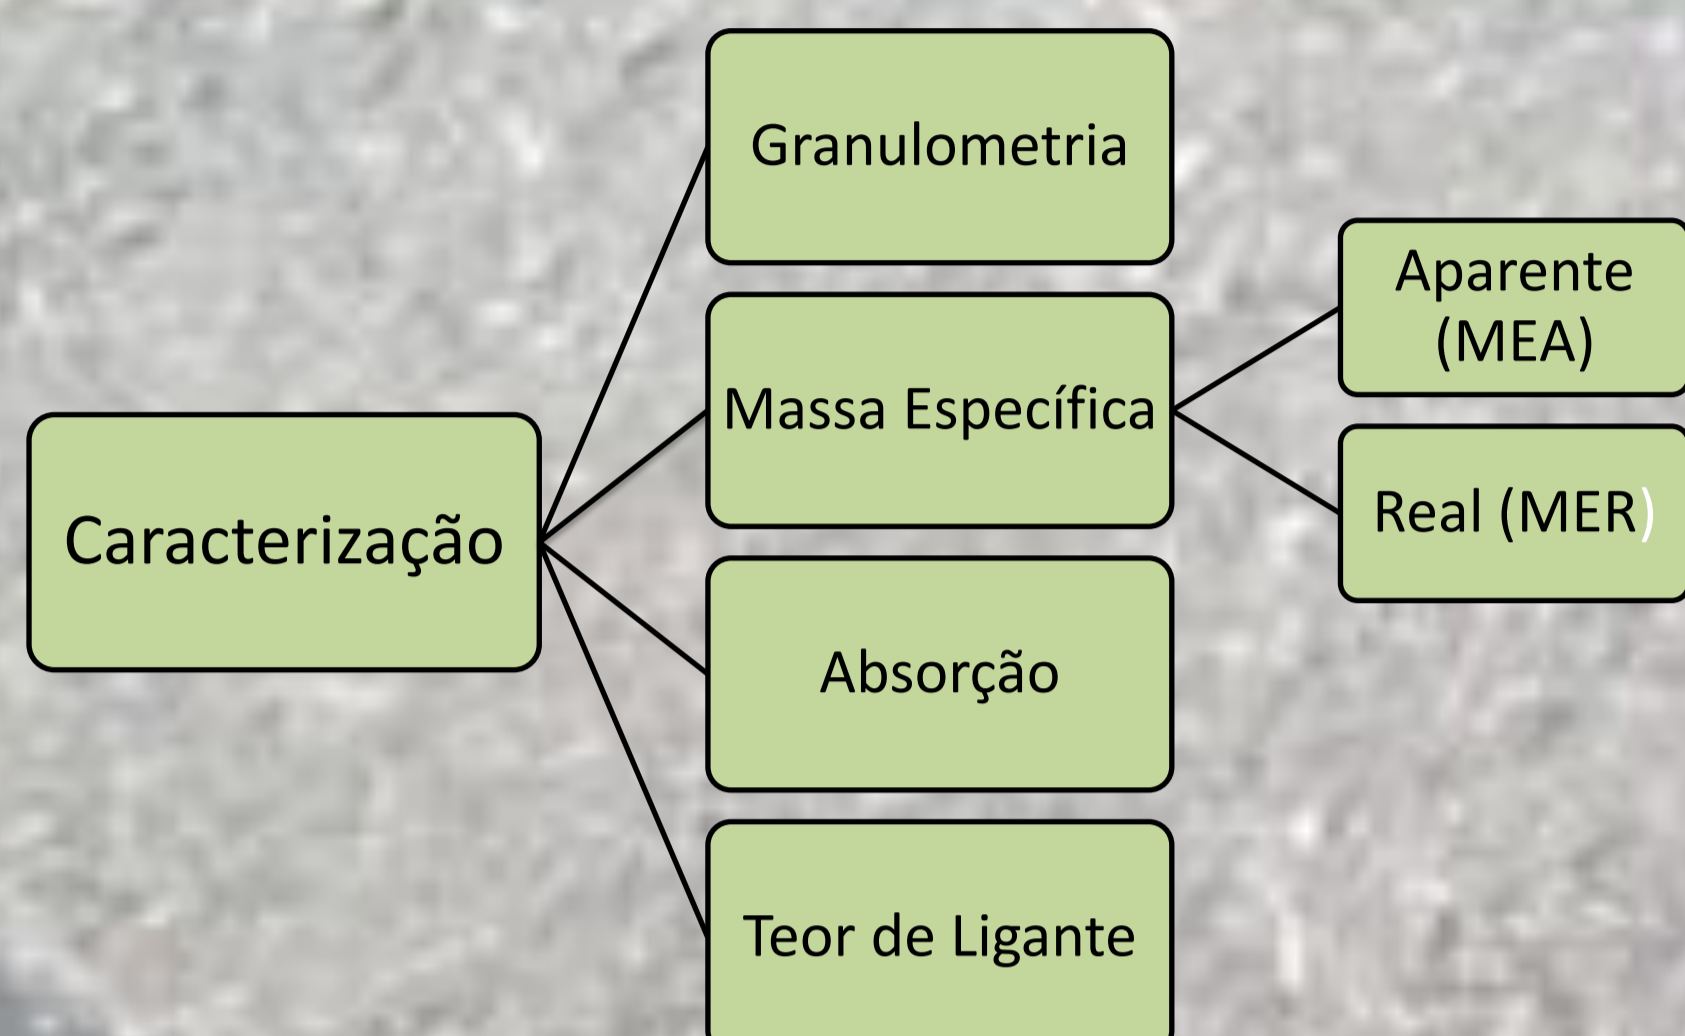 Granulometria
Aparente
(MEA)
Massa Específica
Real (MER)
Caracterização
Absorção
Teor de Ligante